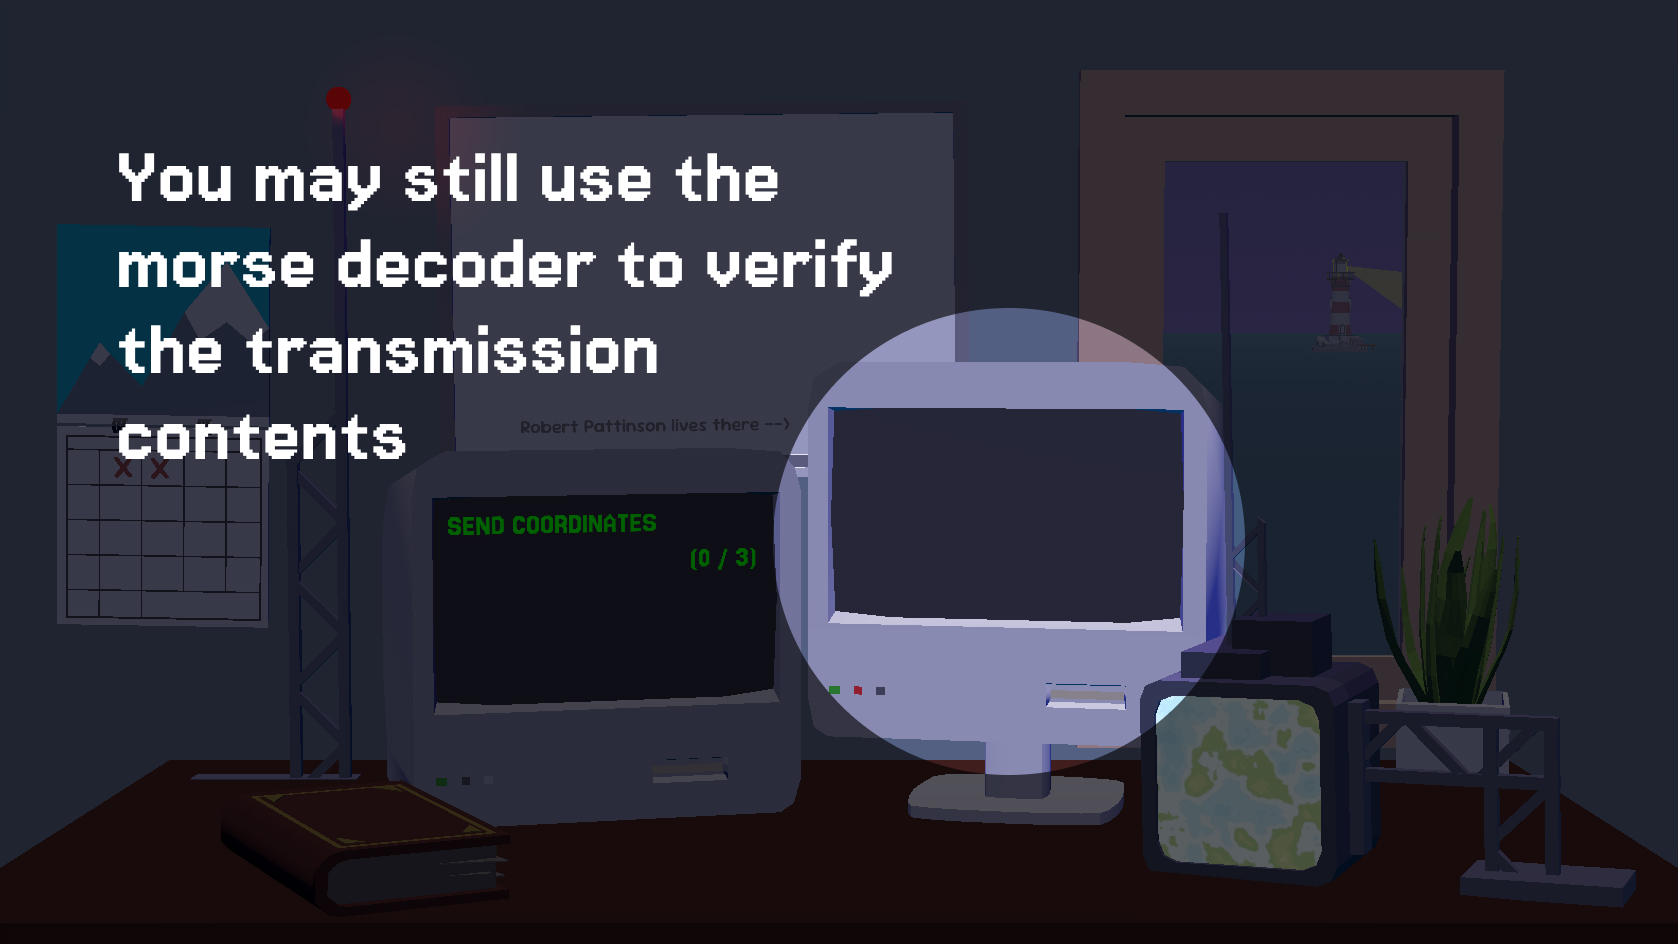 You may still use the
morse decoder to verify
the transmission
contents
Robert Pattinson lives there -->
SEND COORDINATES
(0 / 3)
X X